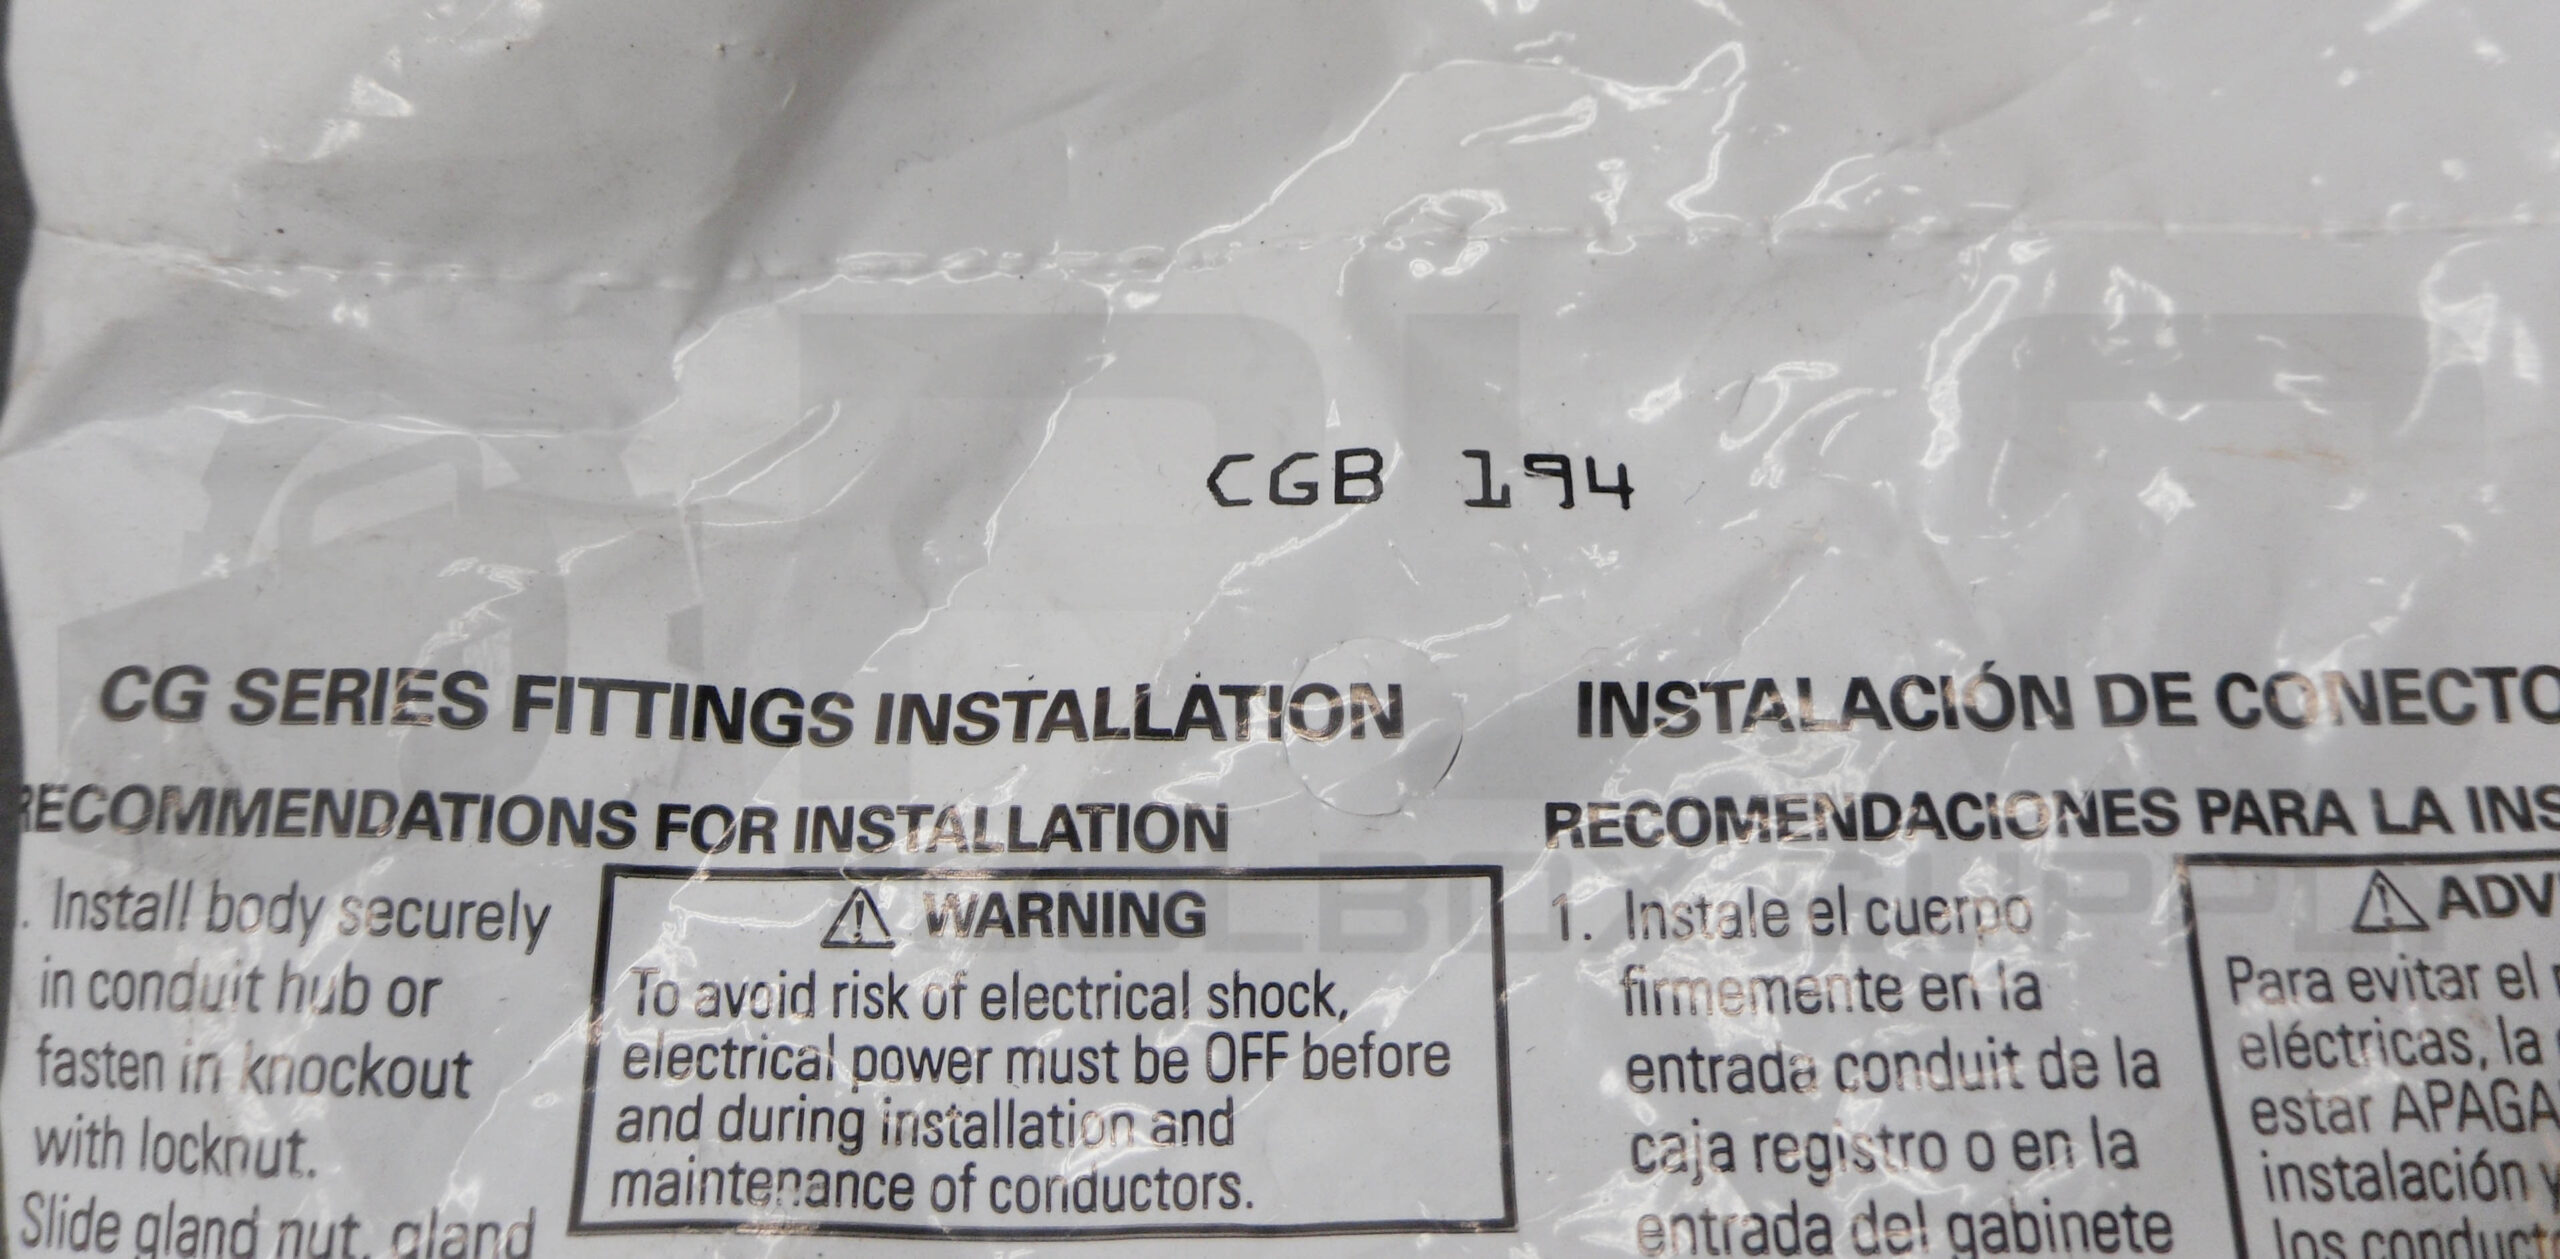 CGB 194
CG SERIES FITTINGS INSTALLATION
RECOMMENDATIONS FOR INSTALLATION
. Install body securely
in conduit hub or
fasten in knockout
with locknut.
Slide gland nut, gland
⚠ WARNING
To avoid risk of electrical shock,
electrical power must be OFF before
and during installation and
maintenance of conductors.
INSTALACIÓN DE CONECTO
RECOMENDACIONES PARA LA INS
1. Instale el cuerpo
firmemente en la
entrada conduit de la
caja registro o en la
entrada del gabinete
⚠ ADV
Para evitar el
eléctricas, la
estar APAGA
instalación y
los conduct